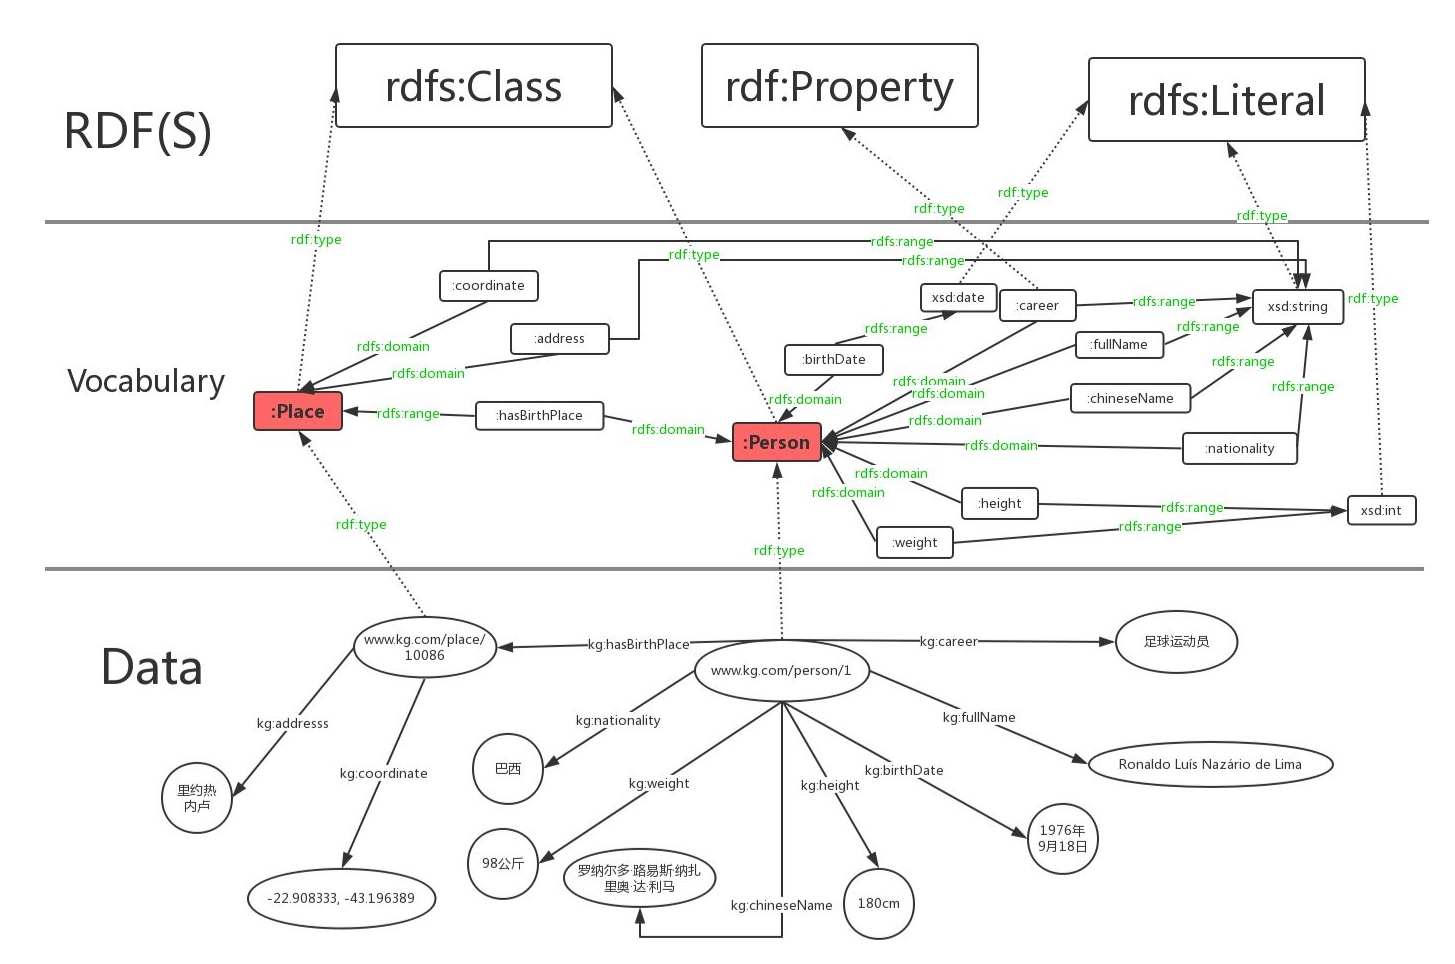 rdfs:Class
rdf:Property
rdfs:Literal
RDF(S)
rdf:type
rdf:type
rdf:type
rdf:type
rdfs:range
rdfs:range
rdf:type
:coordinate
xsd:date
:career
rdfs:range
xsd:string
rdf:type
:address
rdfs:range
:fullName
rdfs:range
rdfs:domain
:birthDate
rdfs:range
Vocabulary
rdfs:domain
rdfs:domain
rdfs:domain
rdfs:range
:Place
rdfs:range
:hasBirthPlace
rdfs:domain
rdfs:domain
:chineseName
rdfs:domain
:Person
rdfs:domain
:nationality
rdfs:domain
rdfs:domain
:height
rdfs:range
xsd:int
rdf:type
rdfs:range
:weight
rdf:type
Data
www.kg.com/place/
10086
kg:hasBirthPlace
kg:career
足球运动员
www.kg.com/person/1
kg:addresss
kg:nationality
kg:fullName
巴西
kg:coordinate
kg:weight
kg:height
kg:birthDate
Ronaldo Luís Nazário de Lima
里约热
内卢
1976年
9月18日
98公斤
罗纳尔多·路易斯·纳扎
里奥·达·利马
-22.908333, -43.196389
kg:chineseName
180cm